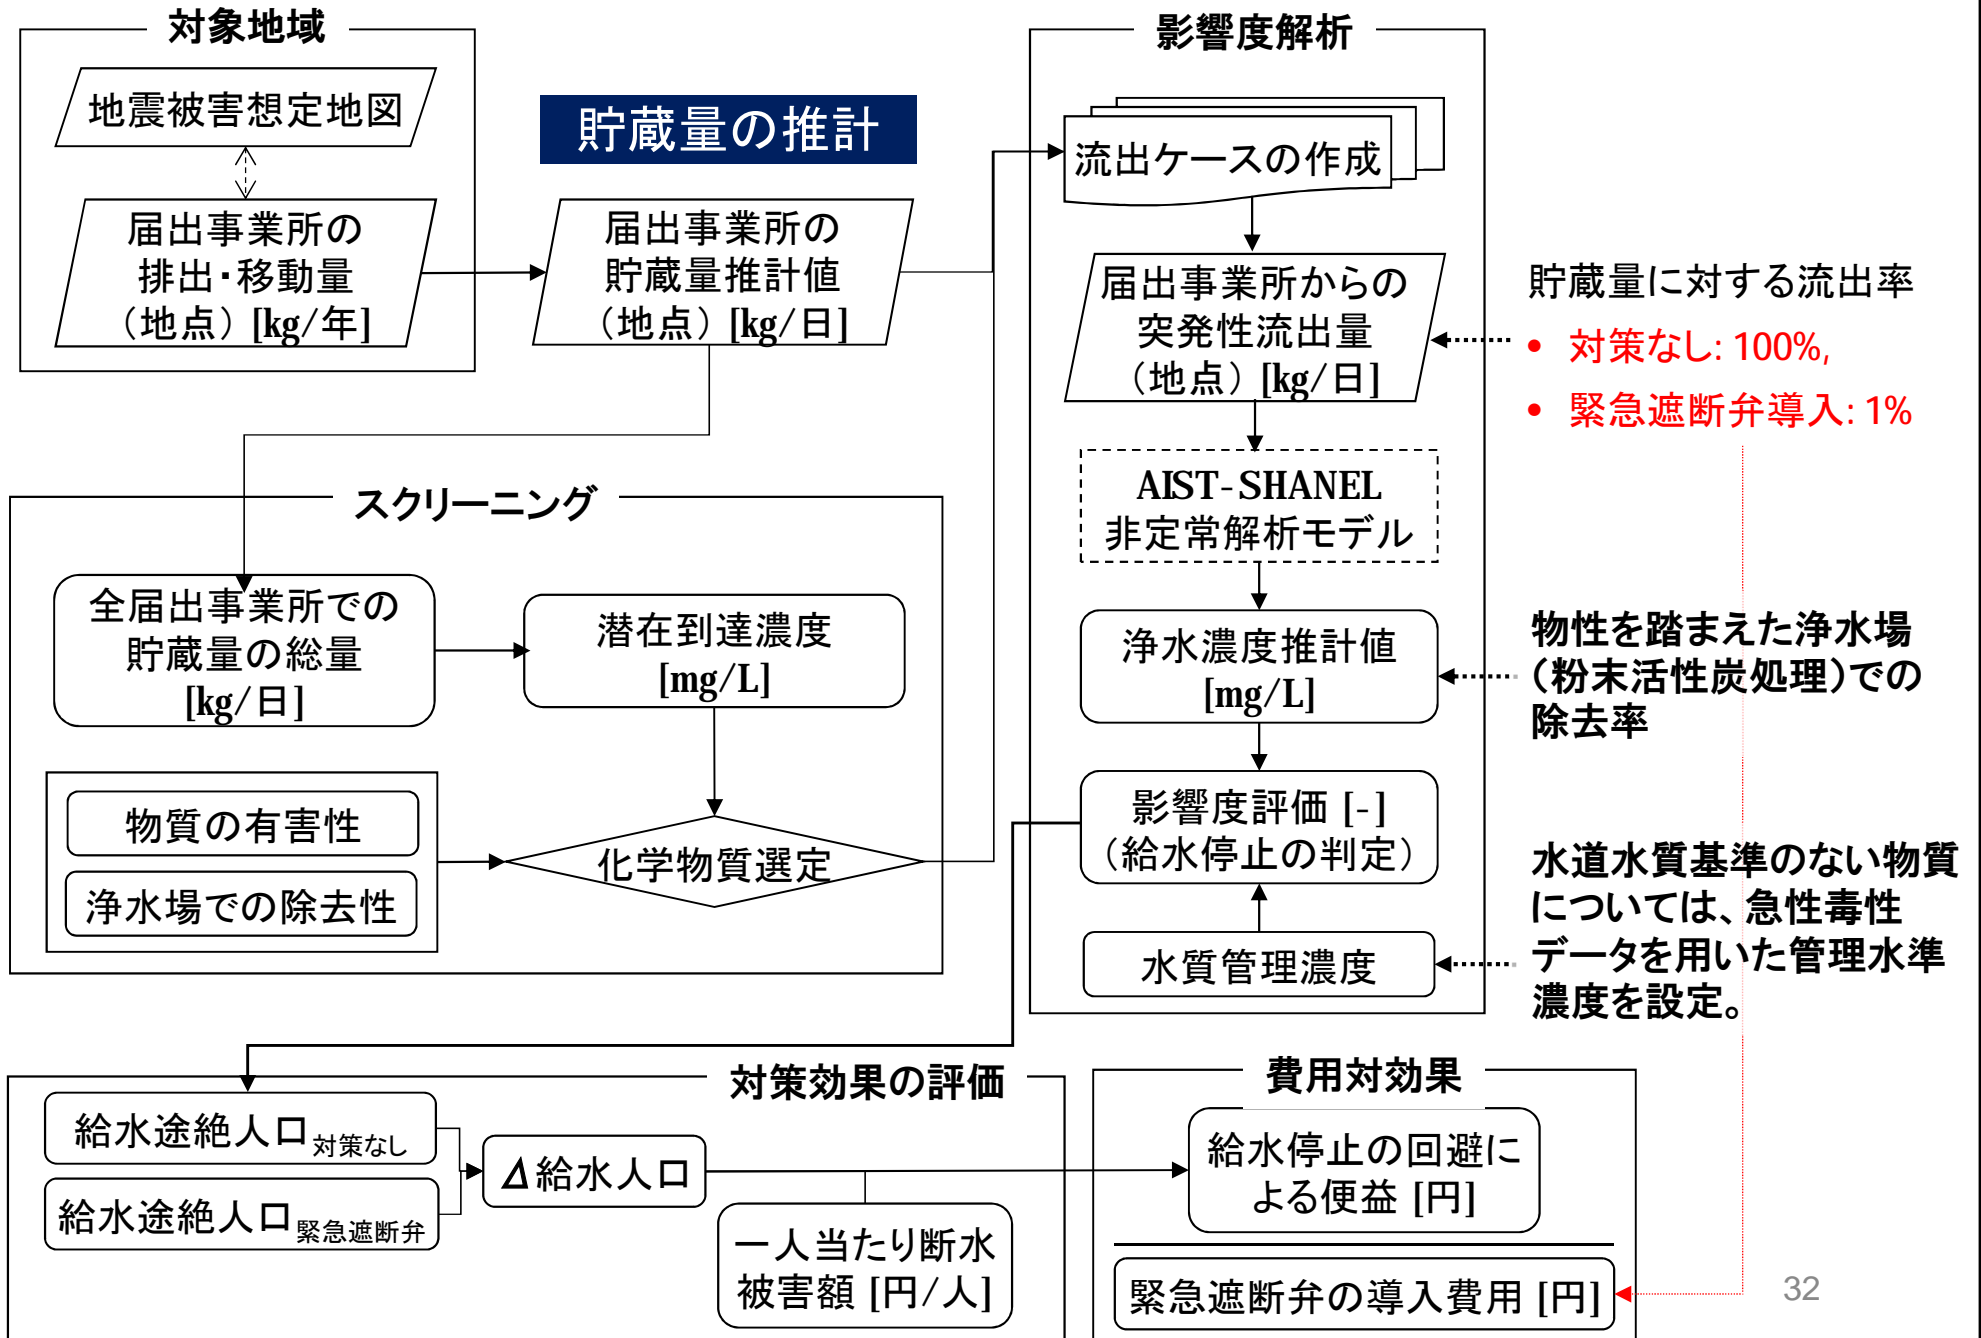 対象地域
地震被害想定地図
届出事業所の
排出・移動量
（地点）[kg/年]
貯蔵量の推計
届出事業所の
貯蔵量推計値
（地点）[kg/日]
スクリーニング
全届出事業所での
貯蔵量の総量
[kg/日]
潜在到達濃度
[mg/L]
物質の有害性
浄水場での除去性
化学物質選定
影響度解析
流出ケースの作成
届出事業所からの
突発性流出量
（地点）[kg/日]
AIST-SHANEL
非定常解析モデル
浄水濃度推計値
[mg/L]
影響度評価 [-]
（給水停止の判定）
水質管理濃度
貯蔵量に対する流出率
• 対策なし: 100%,
• 緊急遮断弁導入: 1%
物性を踏まえた浄水場
（粉末活性炭処理）での
除去率
水道水質基準のない物質
については、急性毒性
データを用いた管理水準
濃度を設定。
対策効果の評価
給水途絶人口対策なし
給水途絶人口緊急遮断弁
Δ給水人口
一人当たり断水
被害額 [円/人]
費用対効果
給水停止の回避に
よる便益 [円]
緊急遮断弁の導入費用 [円]
32